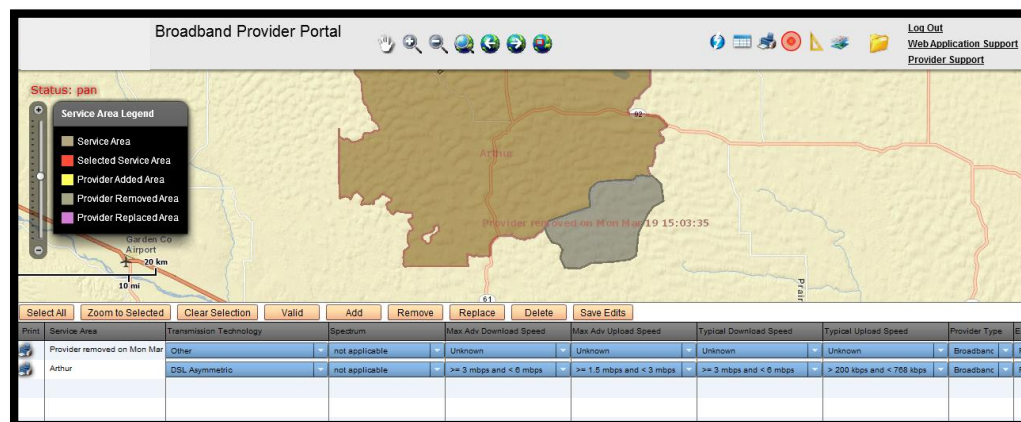 Broadband Provider Portal
Log Out
Web Application Support
Provider Support
Status: pan
Service Area Legend
Service Area
Selected Service Area
Provider Added Area
Provider Removed Area
Provider Replaced Area
92
Arthur
Provider removed on Mon Mar 19 15:03:35
Garden Co
Airport
20 km
10 mi
61
Prair
Select All Zoom to Selected Clear Selection Valid Add Remove Replace Delete Save Edits
Print Service Area Transmission Technology Spectrum Max Adv Download Speed Max Adv Upload Speed Typical Download Speed Typical Upload Speed Provider Type E
Provider removed on Mon Mar Other not applicable Unknown Unknown Unknown Unknown Broadbanc
Arthur DSL Asymmetric not applicable >= 3 mbps and < 6 mbps >= 1.5 mbps and < 3 mbps >= 3 mbps and < 6 mbps > 200 kbps and < 768 kbps Broadbanc